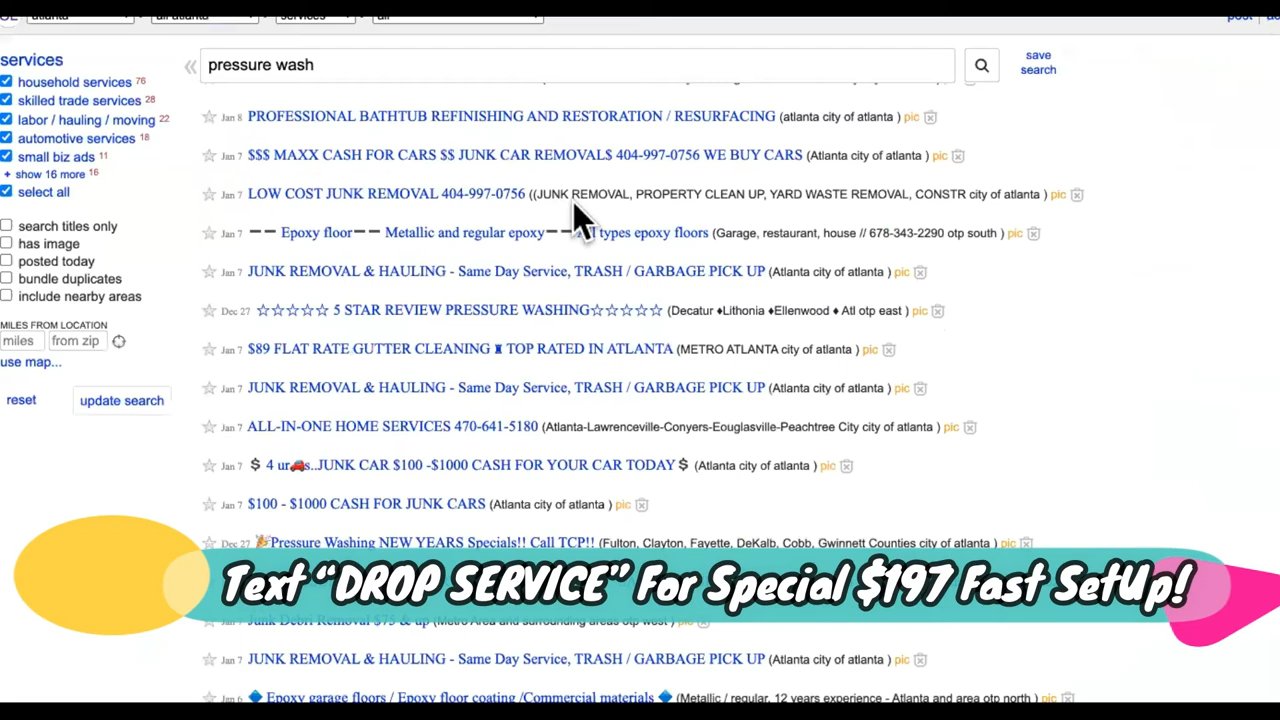 atlanta all atlanta services all post
services
household services 76
skilled trade services 28
labor / hauling / moving 22
automotive services 18
small biz ads 11
+ show 16 more 16
select all
search titles only
has image
posted today
bundle duplicates
include nearby areas
MILES FROM LOCATION
miles from zip
use map...
reset update search
« pressure wash save search
☆ Jan 8 PROFESSIONAL BATHTUB REFINISHING AND RESTORATION / RESURFACING (atlanta city of atlanta ) pic
☆ Jan 7 $$$ MAXX CASH FOR CARS $$ JUNK CAR REMOVAL$ 404-997-0756 WE BUY CARS (Atlanta city of atlanta ) pic
☆ Jan 7 LOW COST JUNK REMOVAL 404-997-0756 ((JUNK REMOVAL, PROPERTY CLEAN UP, YARD WASTE REMOVAL, CONSTR city of atlanta ) pic
☆ Jan 7 ➖➖ Epoxy floor➖➖ Metallic and regular epoxy➖➖ All types epoxy floors (Garage, restaurant, house // 678-343-2290 otp south ) pic
☆ Jan 7 JUNK REMOVAL & HAULING - Same Day Service, TRASH / GARBAGE PICK UP (Atlanta city of atlanta ) pic
☆ Dec 27 ☆☆☆☆☆ 5 STAR REVIEW PRESSURE WASHING☆☆☆☆☆ (Decatur ♦Lithonia ♦Ellenwood ♦ Atl otp east ) pic
☆ Jan 7 $89 FLAT RATE GUTTER CLEANING ♜ TOP RATED IN ATLANTA (METRO ATLANTA city of atlanta ) pic
☆ Jan 7 JUNK REMOVAL & HAULING - Same Day Service, TRASH / GARBAGE PICK UP (Atlanta city of atlanta ) pic
☆ Jan 7 ALL-IN-ONE HOME SERVICES 470-641-5180 (Atlanta-Lawrenceville-Conyers-Eouglasville-Peachtree City city of atlanta ) pic
☆ Jan 7 💲 4 ur🚗s..JUNK CAR $100 -$1000 CASH FOR YOUR CAR TODAY💲 (Atlanta city of atlanta ) pic
☆ Jan 7 $100 - $1000 CASH FOR JUNK CARS (Atlanta city of atlanta ) pic
☆ Dec 27 🎉Pressure Washing NEW YEARS Specials!! Call TCP!! (Fulton, Clayton, Fayette, DeKalb, Cobb, Gwinnett Counties city of atlanta ) pic
Text “DROP SERVICE” For Special $197 Fast SetUp!
Junk Debri Removal $75 & up (Metro Area and surrounding areas otp west ) pic
☆ Jan 7 JUNK REMOVAL & HAULING - Same Day Service, TRASH / GARBAGE PICK UP (Atlanta city of atlanta ) pic
☆ Jan 6 🔷 Epoxy garage floors / Epoxy floor coating /Commercial materials 🔷 (Metallic / regular, 12 years experience - Atlanta and area otp north ) pic